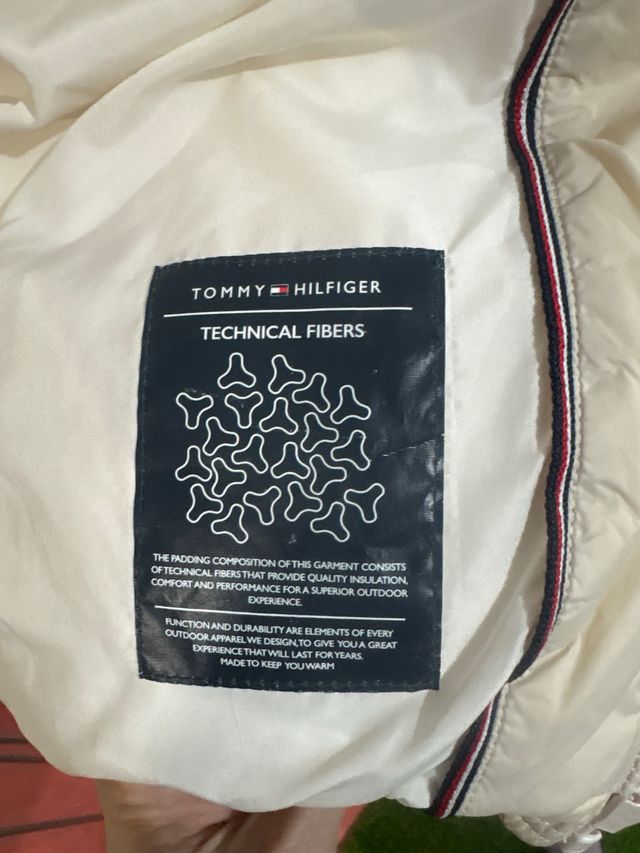 TOMMY HILFIGER
TECHNICAL FIBERS
THE PADDING COMPOSITION OF THIS GARMENT CONSISTS
OF TECHNICAL FIBERS THAT PROVIDE QUALITY INSULATION,
COMFORT AND PERFORMANCE FOR A SUPERIOR OUTDOOR
EXPERIENCE.
FUNCTION AND DURABILITY ARE ELEMENTS OF EVERY
OUTDOOR APPAREL WE DESIGN, TO GIVE YOU A GREAT
EXPERIENCE THAT WILL LAST FOR YEARS.
MADE TO KEEP YOU WARM